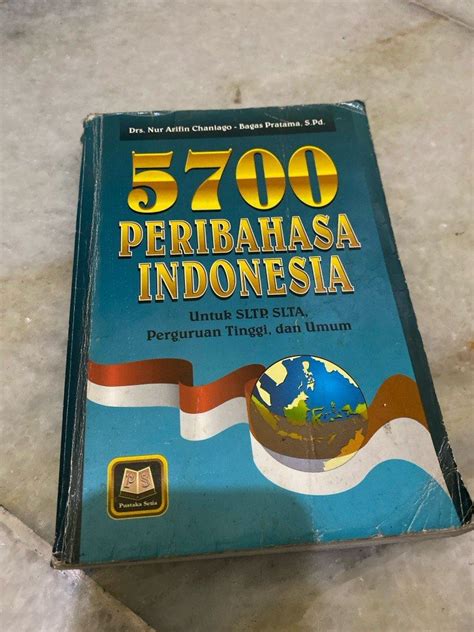 Drs. Nur Arifin Chaniago - Bagas Pratama, S.Pd.
5700
PERIBAHASA
INDONESIA
Untuk SLTP, SLTA,
Perguruan Tinggi, dan Umum
PS
Pustaka Setia